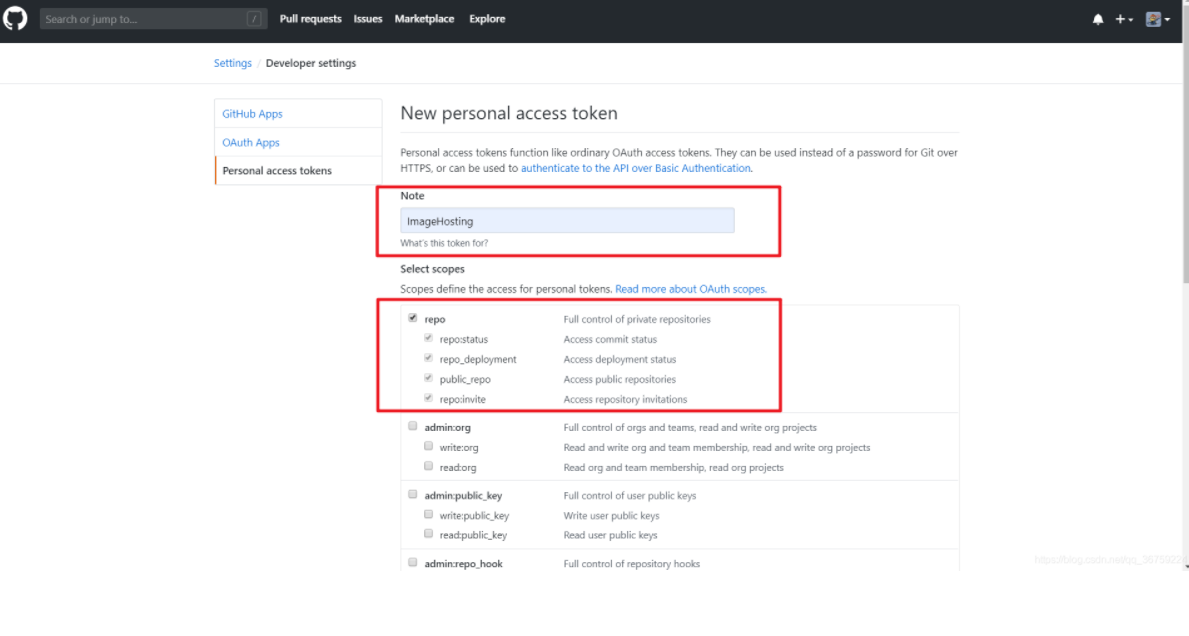 Search or jump to... /
Pull requests Issues Marketplace Explore
Settings / Developer settings
GitHub Apps
OAuth Apps
Personal access tokens
New personal access token
Personal access tokens function like ordinary OAuth access tokens. They can be used instead of a password for Git over
HTTPS, or can be used to authenticate to the API over Basic Authentication.
Note
ImageHosting
What's this token for?
Select scopes
Scopes define the access for personal tokens. Read more about OAuth scopes.
repo Full control of private repositories
repo:status Access commit status
repo_deployment Access deployment status
public_repo Access public repositories
repo:invite Access repository invitations
admin:org Full control of orgs and teams, read and write org projects
write:org Read and write org and team membership, read and write org projects
read:org Read org and team membership, read org projects
admin:public_key Full control of user public keys
write:public_key Write user public keys
read:public_key Read user public keys
admin:repo_hook Full control of repository hooks